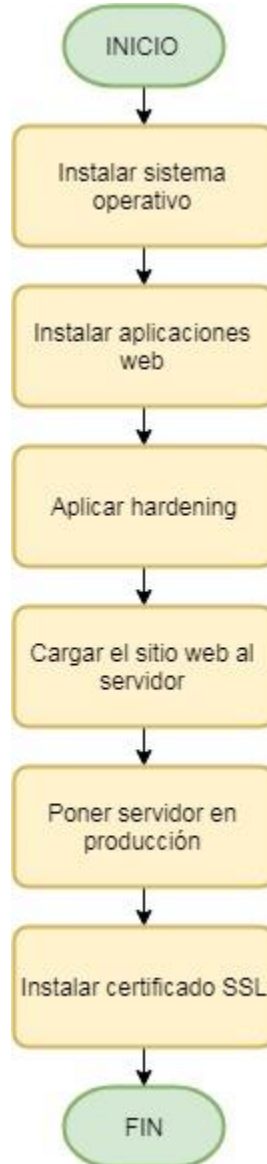 INICIO
Instalar sistema
operativo
Instalar aplicaciones
web
Aplicar hardening
Cargar el sitio web al
servidor
Poner servidor en
producción
Instalar certificado SSL
FIN